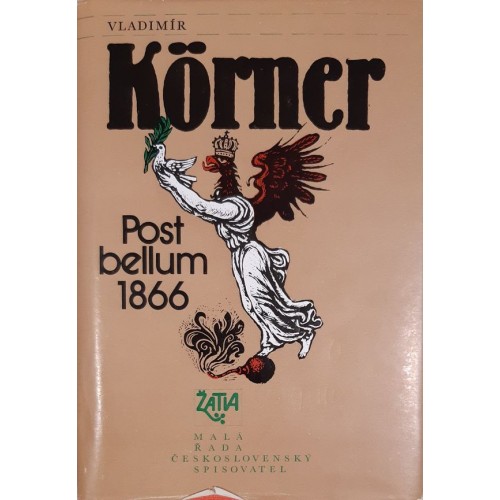 VLADIMÍR
Körner
Post
bellum
1866
ŽATVA
MALÁ
ŘADA
ČESKOSLOVENSKÝ
SPISOVATEL